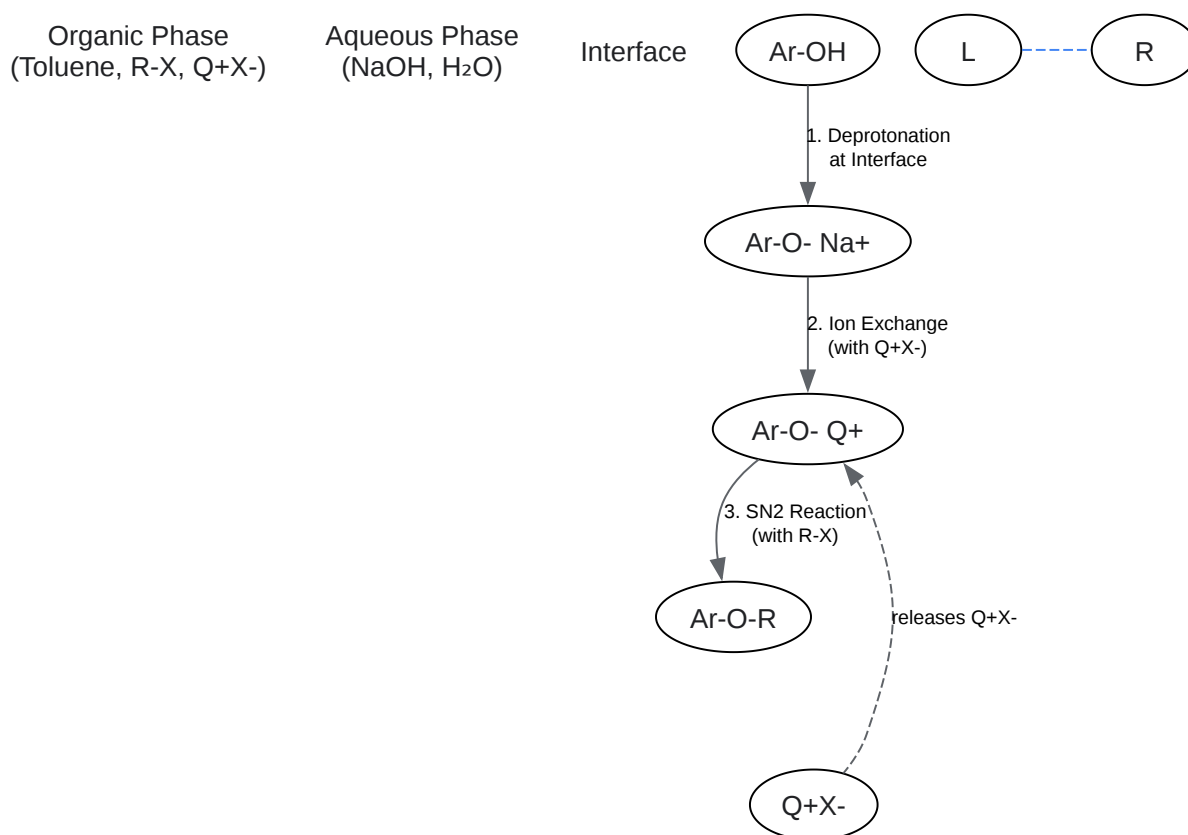 Organic Phase
(Toluene, R-X, Q+X-)
Aqueous Phase
(NaOH, H₂O)
Interface
Ar-OH
L
R
1. Deprotonation
at Interface
Ar-O- Na+
2. Ion Exchange
(with Q+X-)
Ar-O- Q+
3. SN2 Reaction
(with R-X)
Ar-O-R
releases Q+X-
Q+X-